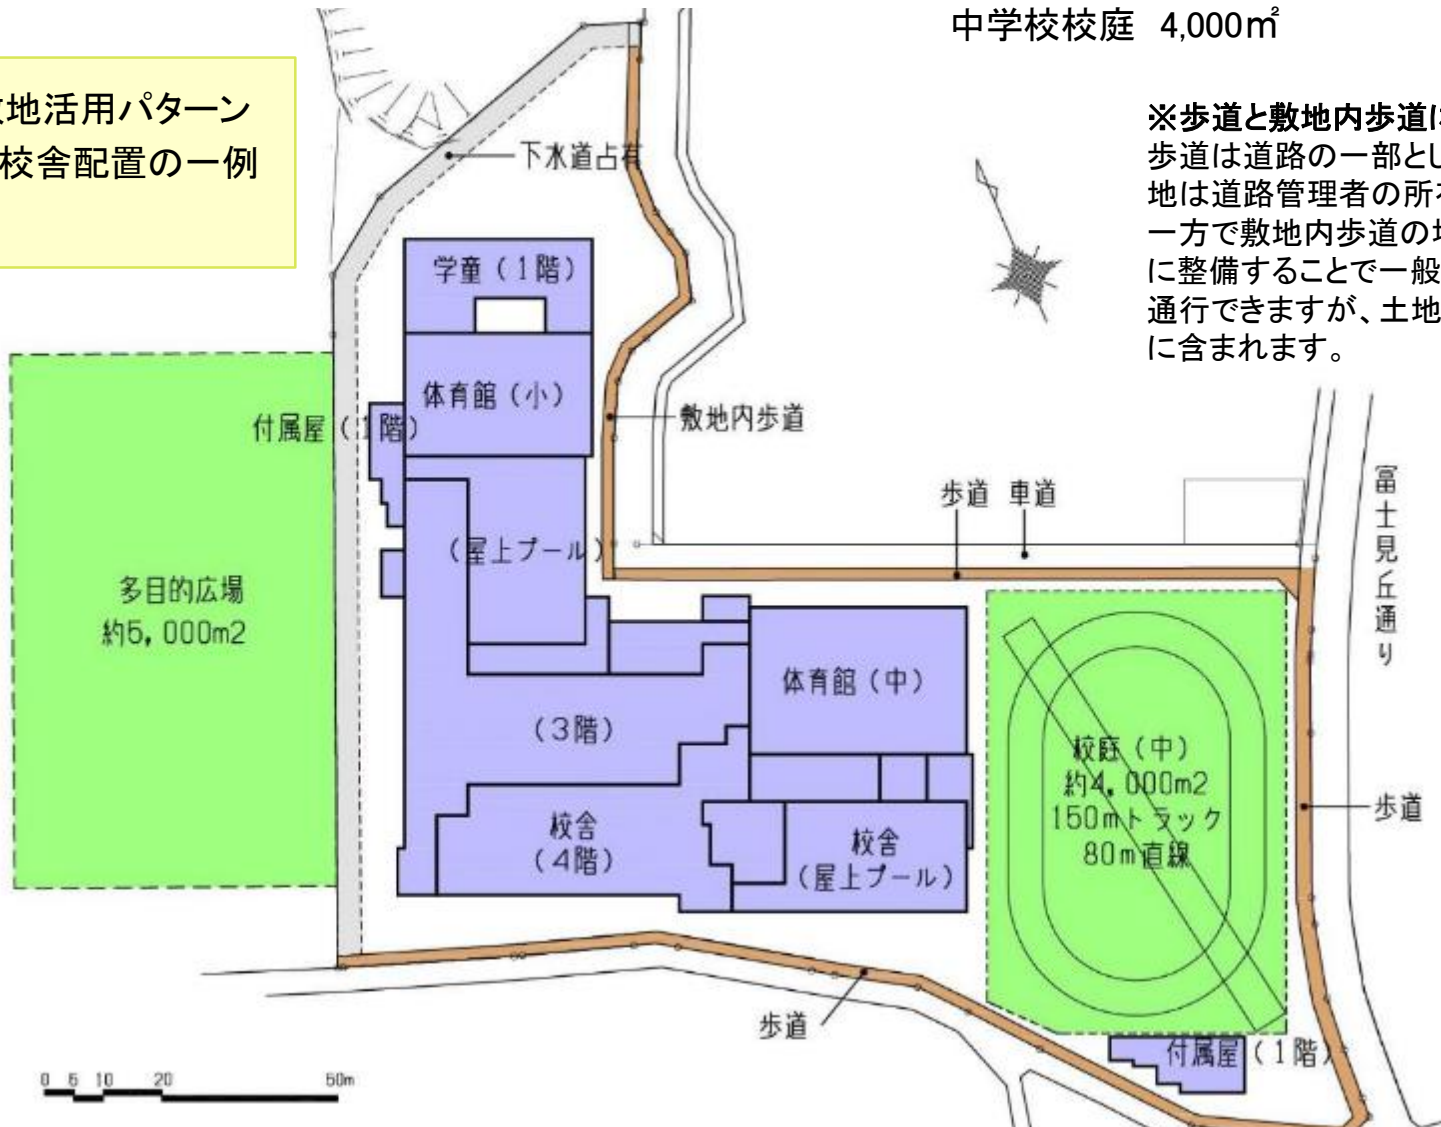 中学校校庭 4,000㎡
地活用パターン
校舎配置の一例
※歩道と敷地内歩道
歩道は道路の一部とし
地は道路管理者の所
一方で敷地内歩道の
に整備することで一般
通行できますが、土地
に含まれます。
下水道占有
学童（1階）
体育館（小）
付属屋（1階）
敷地内歩道
歩道
車道
富士見ヶ丘通り
（屋上プール）
多目的広場
約5,000m2
体育館（中）
（3階）
校庭（中）
約4,000m2
150mトラック
80m直線
歩道
校舎
（4階）
校舎
（屋上プール）
歩道
付属屋（1階）
0 5 10 20 50m